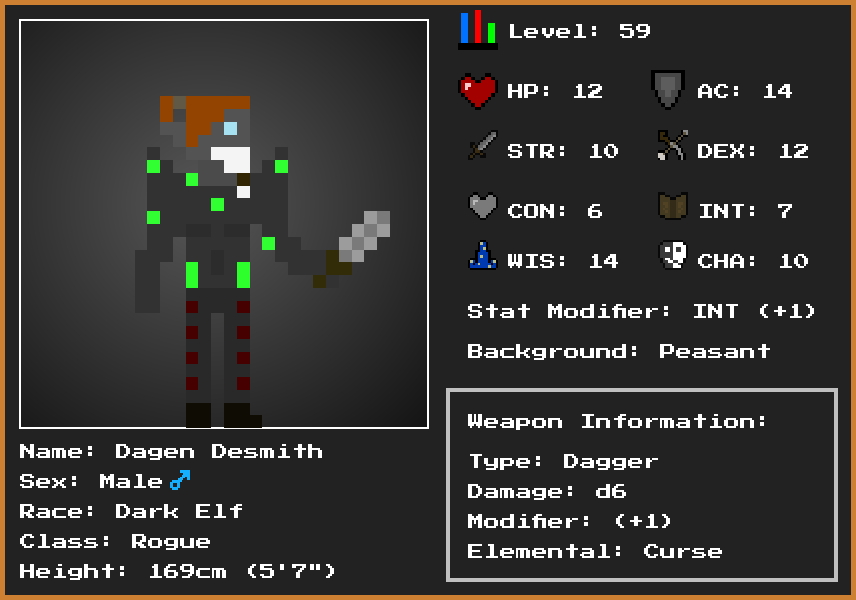 Level: 59
HP: 12
AC: 14
STR: 10
DEX: 12
CON: 6
INT: 7
WIS: 14
CHA: 10
Stat Modifier: INT (+1)
Background: Peasant
Weapon Information:
Type: Dagger
Damage: d6
Modifier: (+1)
Elemental: Curse
Name: Dagen Desmith
Sex: Male♂
Race: Dark Elf
Class: Rogue
Height: 169cm (5'7")